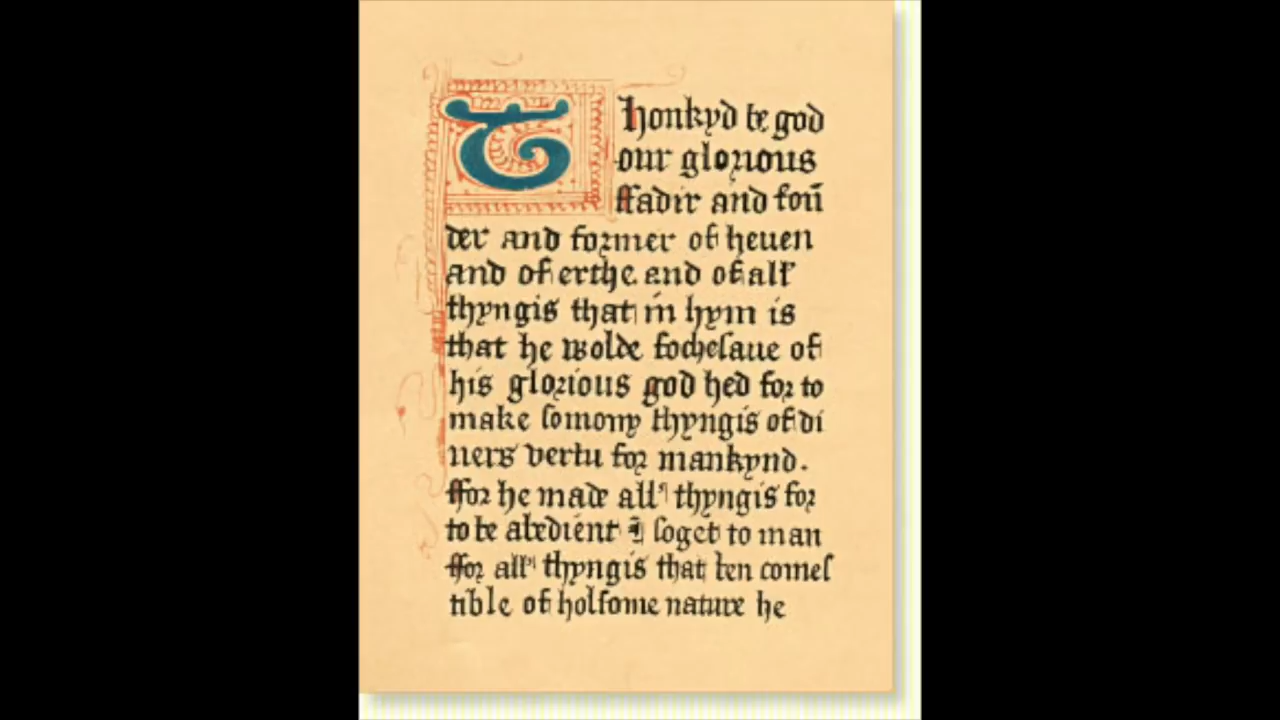 Thonkyd be god
our glorious
ffadir and foū
der and former of heuen
and of erthe and of all'
thyngis that in hym is
that he wolde fochesaue of
his glorious god hed for to
make somony thyngis of di
uers vertu for mankynd.
ffor he made all' thyngis for
to be abedient ⁊ soget to man
ffor all' thyngis that ben comes
tible of holsome nature he